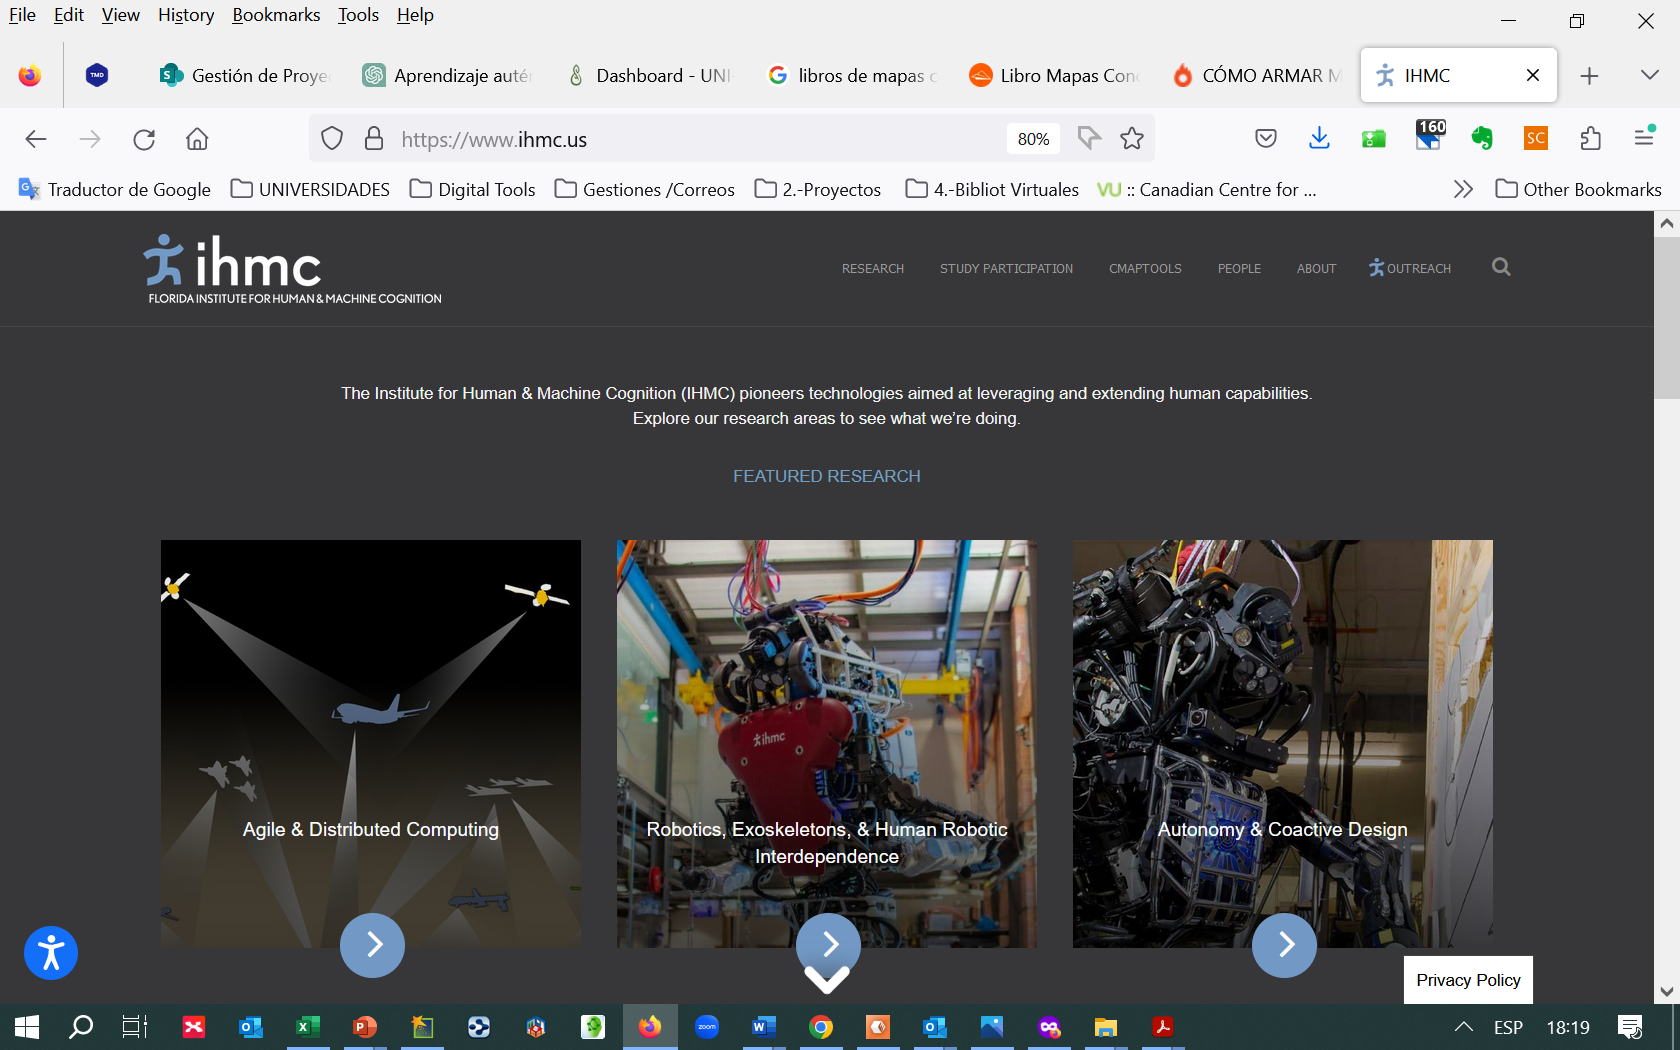 File Edit View History Bookmarks Tools Help
TMD
Gestión de Proye
Aprendizaje auté
Dashboard - UNI
libros de mapas c
Libro Mapas Con
CÓMO ARMAR M
IHMC
https://www.ihmc.us
80%
160
SC
Traductor de Google
UNIVERSIDADES
Digital Tools
Gestiones /Correos
2.-Proyectos
4.-Bibliot Virtuales
VU :: Canadian Centre for ...
Other Bookmarks
ihmc
FLORIDA INSTITUTE FOR HUMAN & MACHINE COGNITION
RESEARCH STUDY PARTICIPATION CMAPTOOLS PEOPLE ABOUT OUTREACH
The Institute for Human & Machine Cognition (IHMC) pioneers technologies aimed at leveraging and extending human capabilities.
Explore our research areas to see what we’re doing.
FEATURED RESEARCH
ihmc
Agile & Distributed Computing
Robotics, Exoskeletons, & Human Robotic
Interdependence
Autonomy & Coactive Design
Privacy Policy
zoom
ESP 18:19